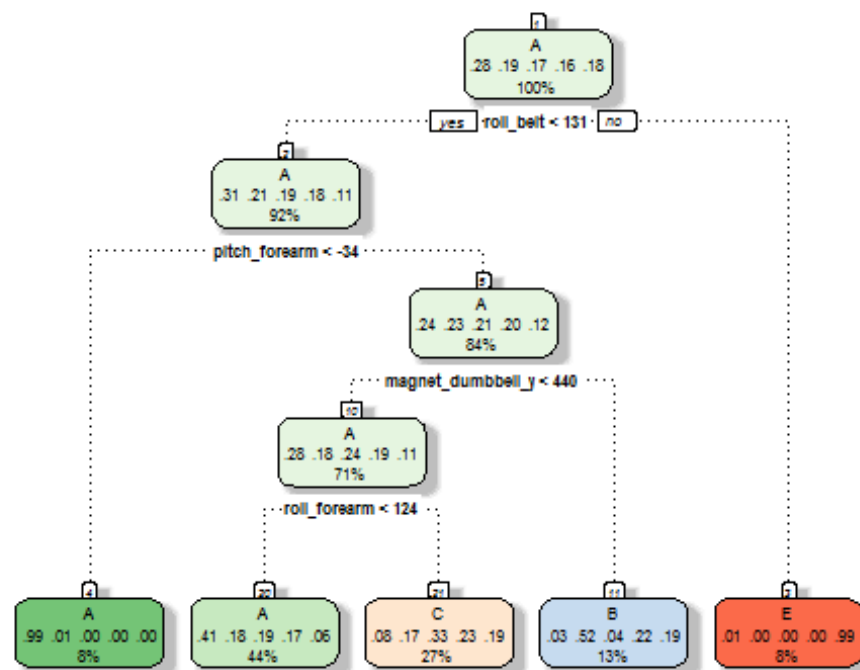 1
A
.28 .19 .17 .16 .18
100%
yes roll_belt < 131 no
2
A
.31 .21 .19 .18 .11
92%
pitch_forearm < -34
5
A
.24 .23 .21 .20 .12
84%
magnet_dumbbell_y < 440
10
A
.28 .18 .24 .19 .11
71%
roll_forearm < 124
4
A
.99 .01 .00 .00 .00
8%
20
A
.41 .18 .19 .17 .06
44%
21
C
.08 .17 .33 .23 .19
27%
11
B
.03 .52 .04 .22 .19
13%
3
E
.01 .00 .00 .00 .99
8%